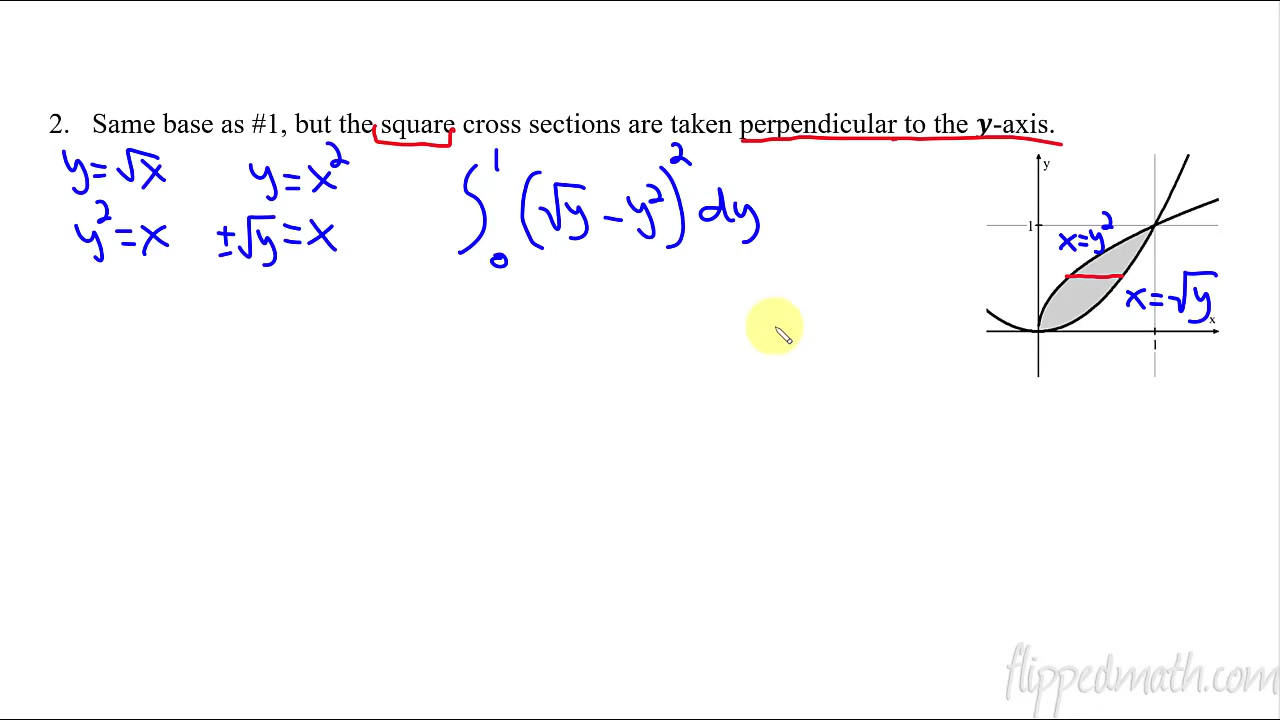 2. Same base as #1, but the square cross sections are taken perpendicular to the y-axis.
y=√x y=x² ∫₀¹ (√y - y²)² dy
y²=x ±√y=x
y
1
x=y²
x=√y
x
1
flippedmath.com